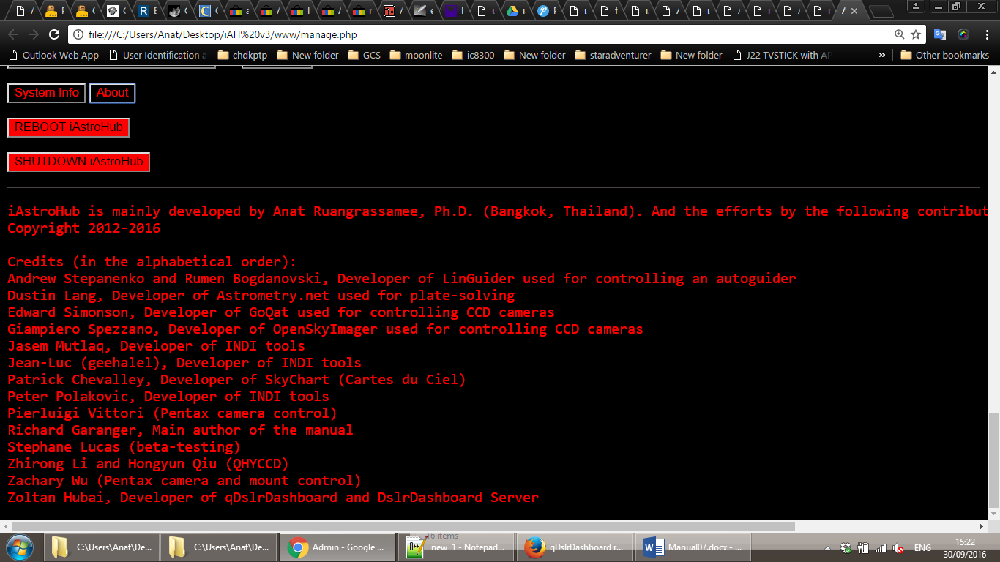 file:///C:/Users/Anat/Desktop/iAH%20v3/www/manage.php
Outlook Web App
User Identification a
chdkptp
New folder
GCS
moonlite
ic8300
New folder
staradventurer
New folder
J22 TVSTICK with AP
»
Other bookmarks
System Info
About
REBOOT iAstroHub
SHUTDOWN iAstroHub
iAstroHub is mainly developed by Anat Ruangrassamee, Ph.D. (Bangkok, Thailand). And the efforts by the following contribut
Copyright 2012-2016
Credits (in the alphabetical order):
Andrew Stepanenko and Rumen Bogdanovski, Developer of LinGuider used for controlling an autoguider
Dustin Lang, Developer of Astrometry.net used for plate-solving
Edward Simonson, Developer of GoQat used for controlling CCD cameras
Giampiero Spezzano, Developer of OpenSkyImager used for controlling CCD cameras
Jasem Mutlaq, Developer of INDI tools
Jean-Luc (geehalel), Developer of INDI tools
Patrick Chevalley, Developer of SkyChart (Cartes du Ciel)
Peter Polakovic, Developer of INDI tools
Pierluigi Vittori (Pentax camera control)
Richard Garanger, Main author of the manual
Stephane Lucas (beta-testing)
Zhirong Li and Hongyun Qiu (QHYCCD)
Zachary Wu (Pentax camera and mount control)
Zoltan Hubai, Developer of qDslrDashboard and DslrDashboard Server
C:\Users\Anat\De...
C:\Users\Anat\De...
Admin - Google ...
items
new 1 - Notepad...
qDslrDashboard r...
Manual07.docx - ...
ENG
15:22
30/09/2016